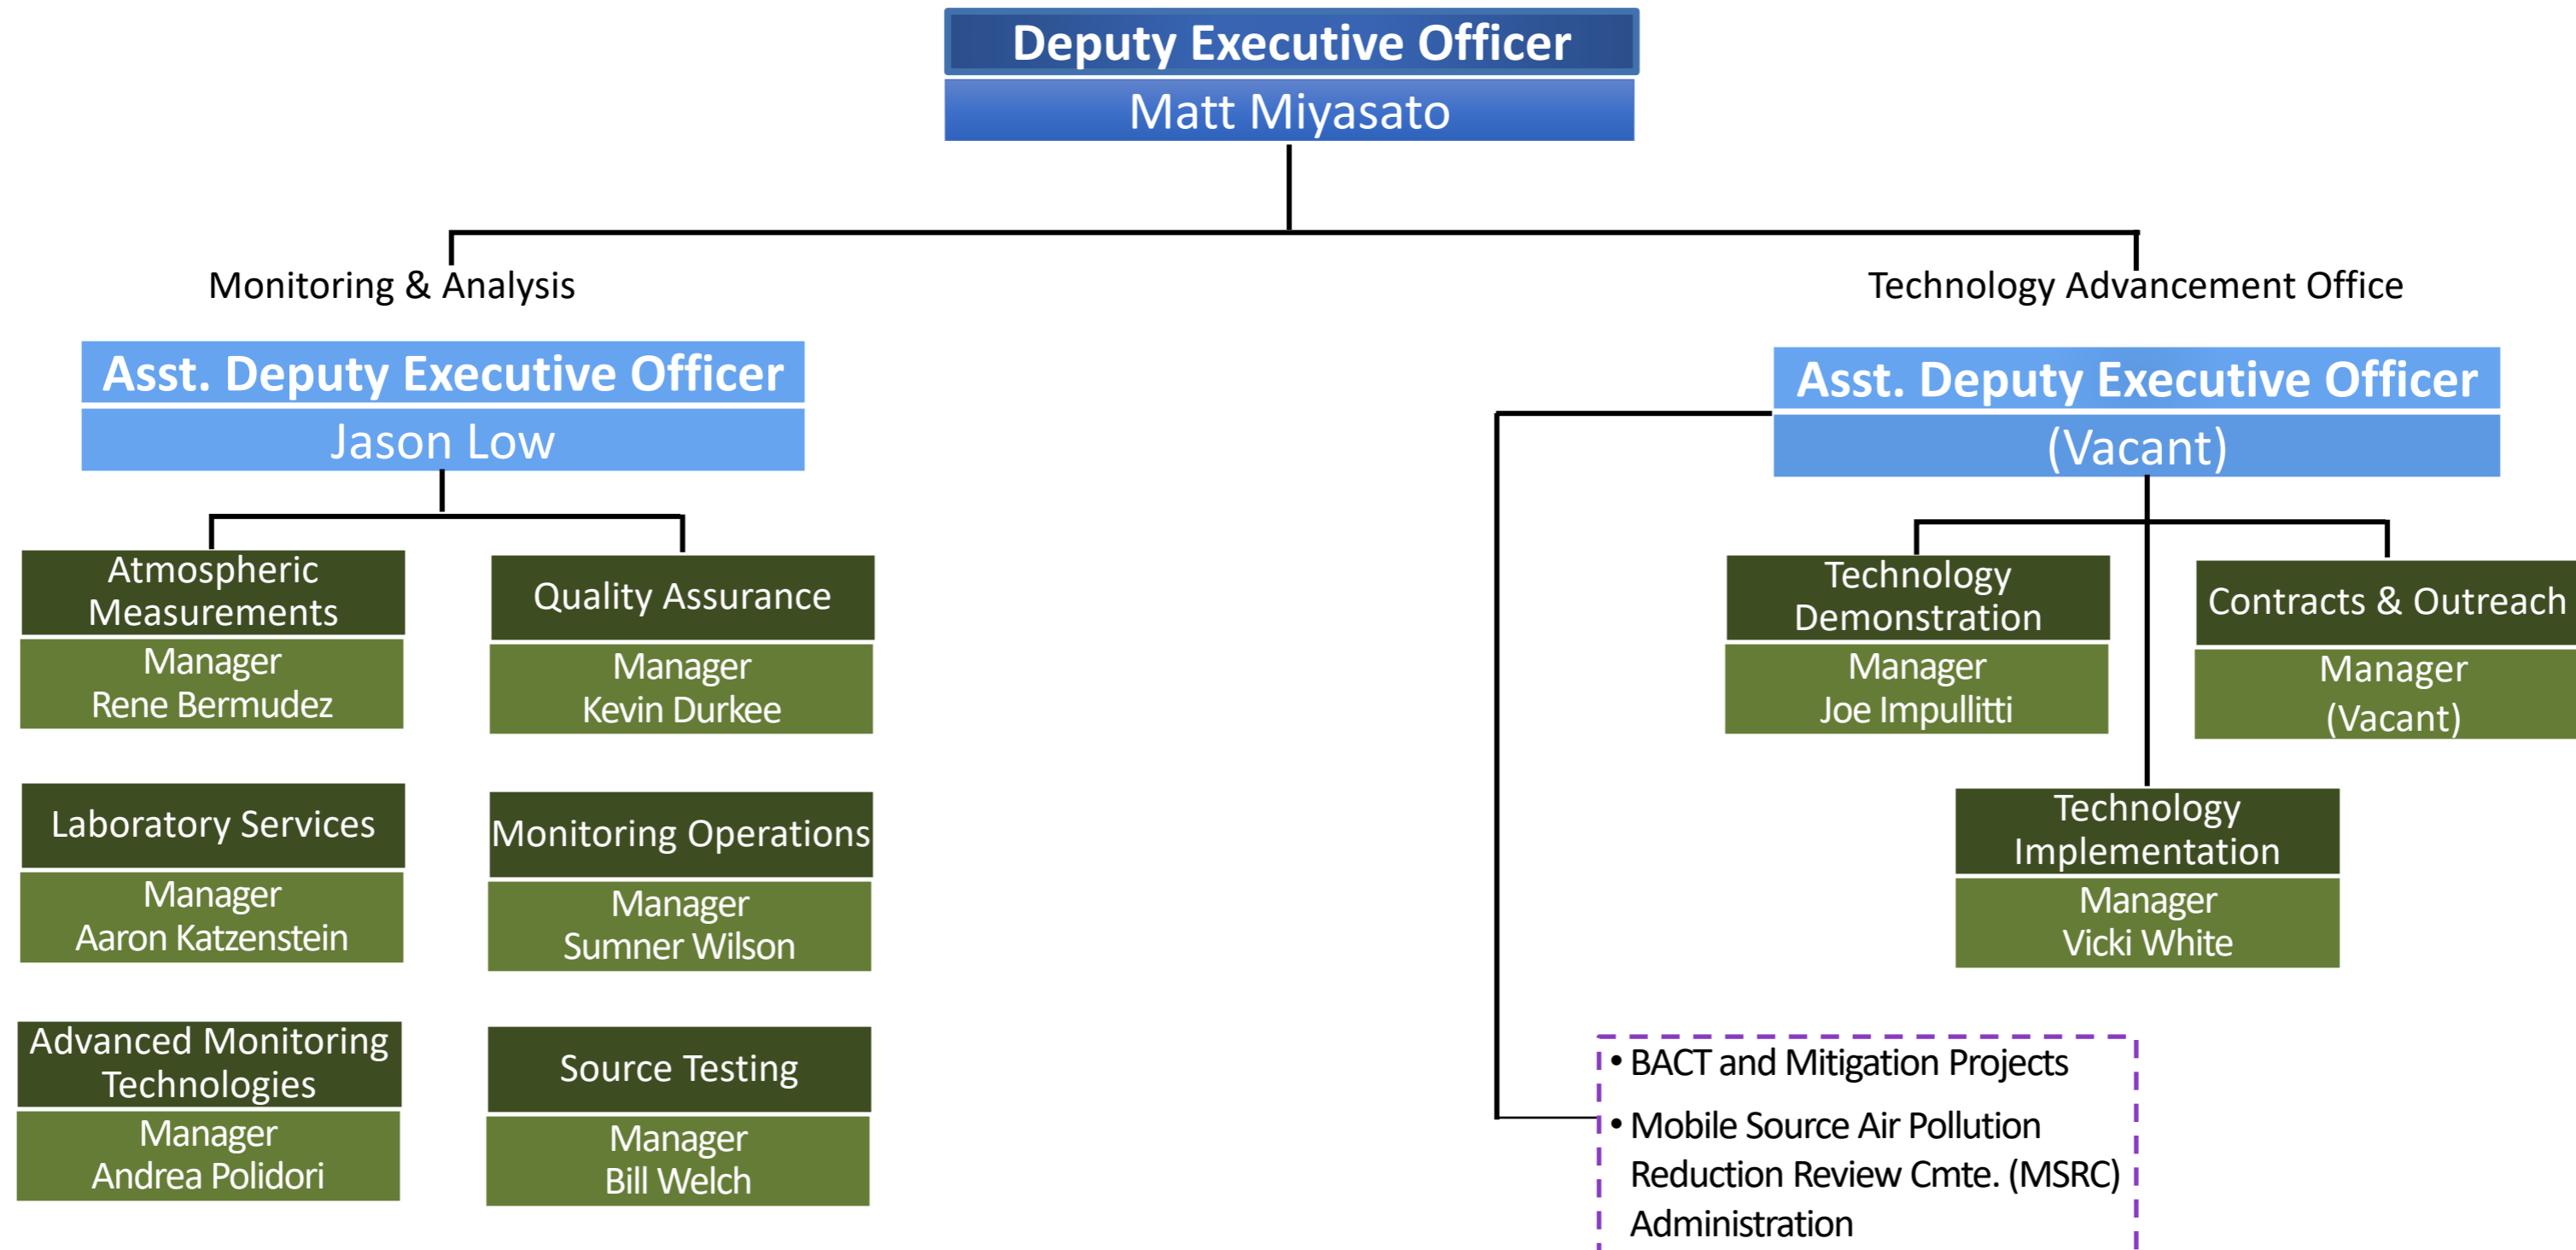 Deputy Executive Officer
Matt Miyasato
Monitoring & Analysis
Technology Advancement Office
Asst. Deputy Executive Officer
Jason Low
Asst. Deputy Executive Officer
(Vacant)
Atmospheric
Measurements
Manager
Rene Bermudez
Quality Assurance
Manager
Kevin Durkee
Technology
Demonstration
Manager
Joe Impullitti
Contracts & Outreach
Manager
(Vacant)
Laboratory Services
Manager
Aaron Katzenstein
Monitoring Operations
Manager
Sumner Wilson
Technology
Implementation
Manager
Vicki White
Advanced Monitoring
Technologies
Manager
Andrea Polidori
Source Testing
Manager
Bill Welch
• BACT and Mitigation Projects
• Mobile Source Air Pollution
Reduction Review Cmte. (MSRC)
Administration